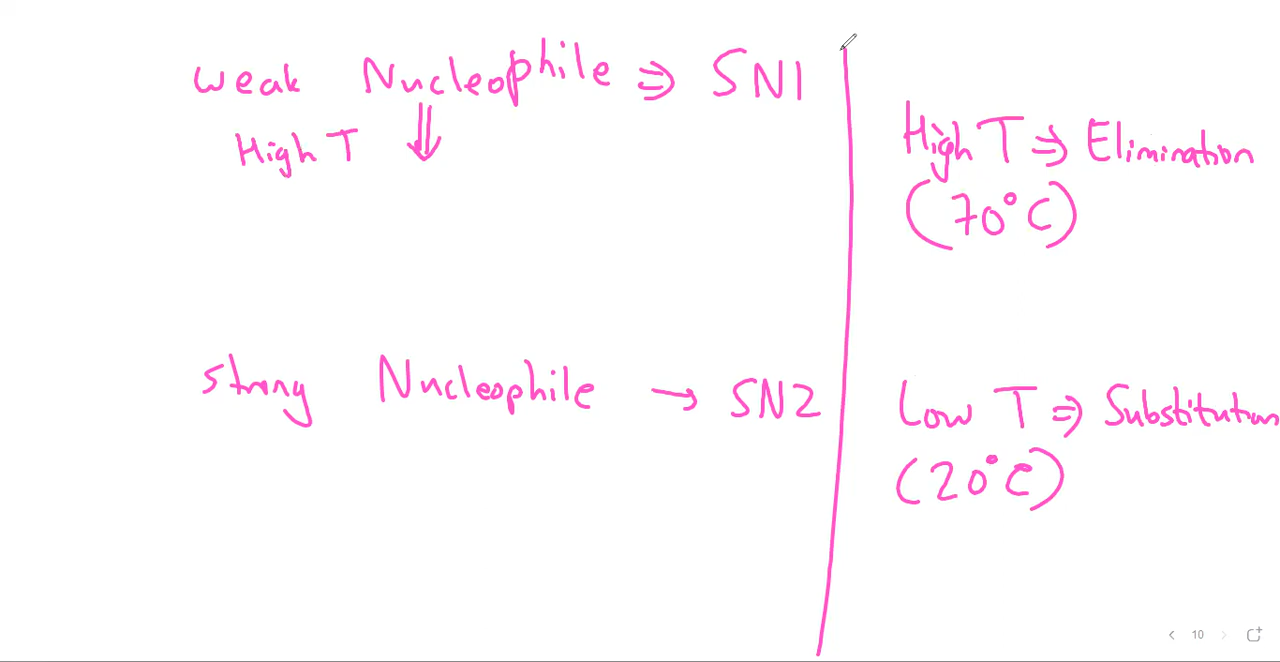 weak Nucleophile ⇒ SN1
High T ⇓
strong Nucleophile → SN2
High T ⇒ Elimination
(70°C)
Low T ⇒ Substitution
(20°C)
10